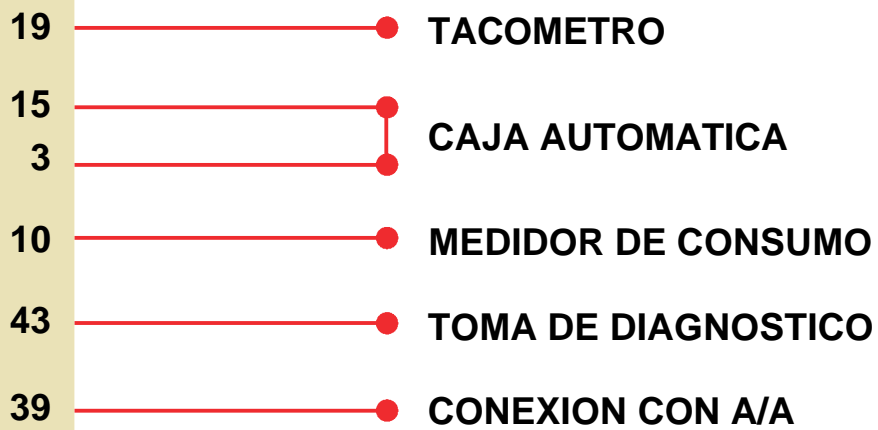 19 TACOMETRO
15
CAJA AUTOMATICA
3
10 MEDIDOR DE CONSUMO
43 TOMA DE DIAGNOSTICO
39 CONEXION CON A/A